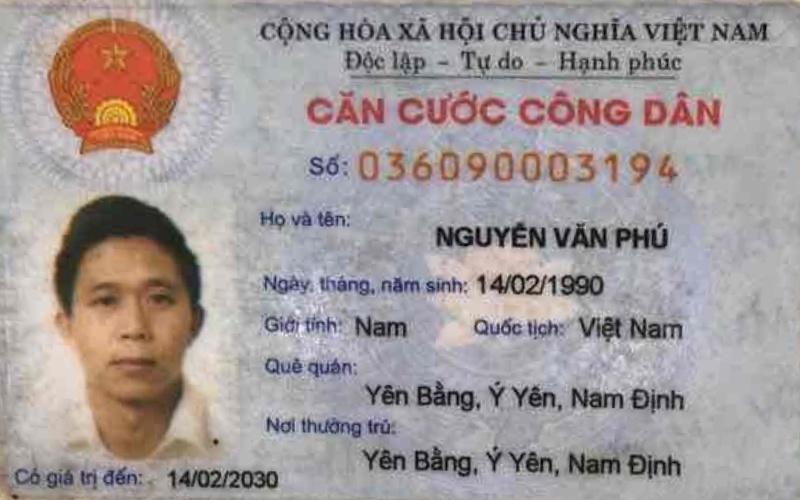 CỘNG HÒA XÃ HỘI CHỦ NGHĨA VIỆT NAM
Độc lập - Tự do - Hạnh phúc
CĂN CƯỚC CÔNG DÂN
Số: 036090003194
Họ và tên:
NGUYỄN VĂN PHÚ
Ngày, tháng, năm sinh: 14/02/1990
Giới tính: Nam Quốc tịch: Việt Nam
Quê quán:
Yên Bằng, Ý Yên, Nam Định
Nơi thường trú:
Yên Bằng, Ý Yên, Nam Định
Có giá trị đến: 14/02/2030